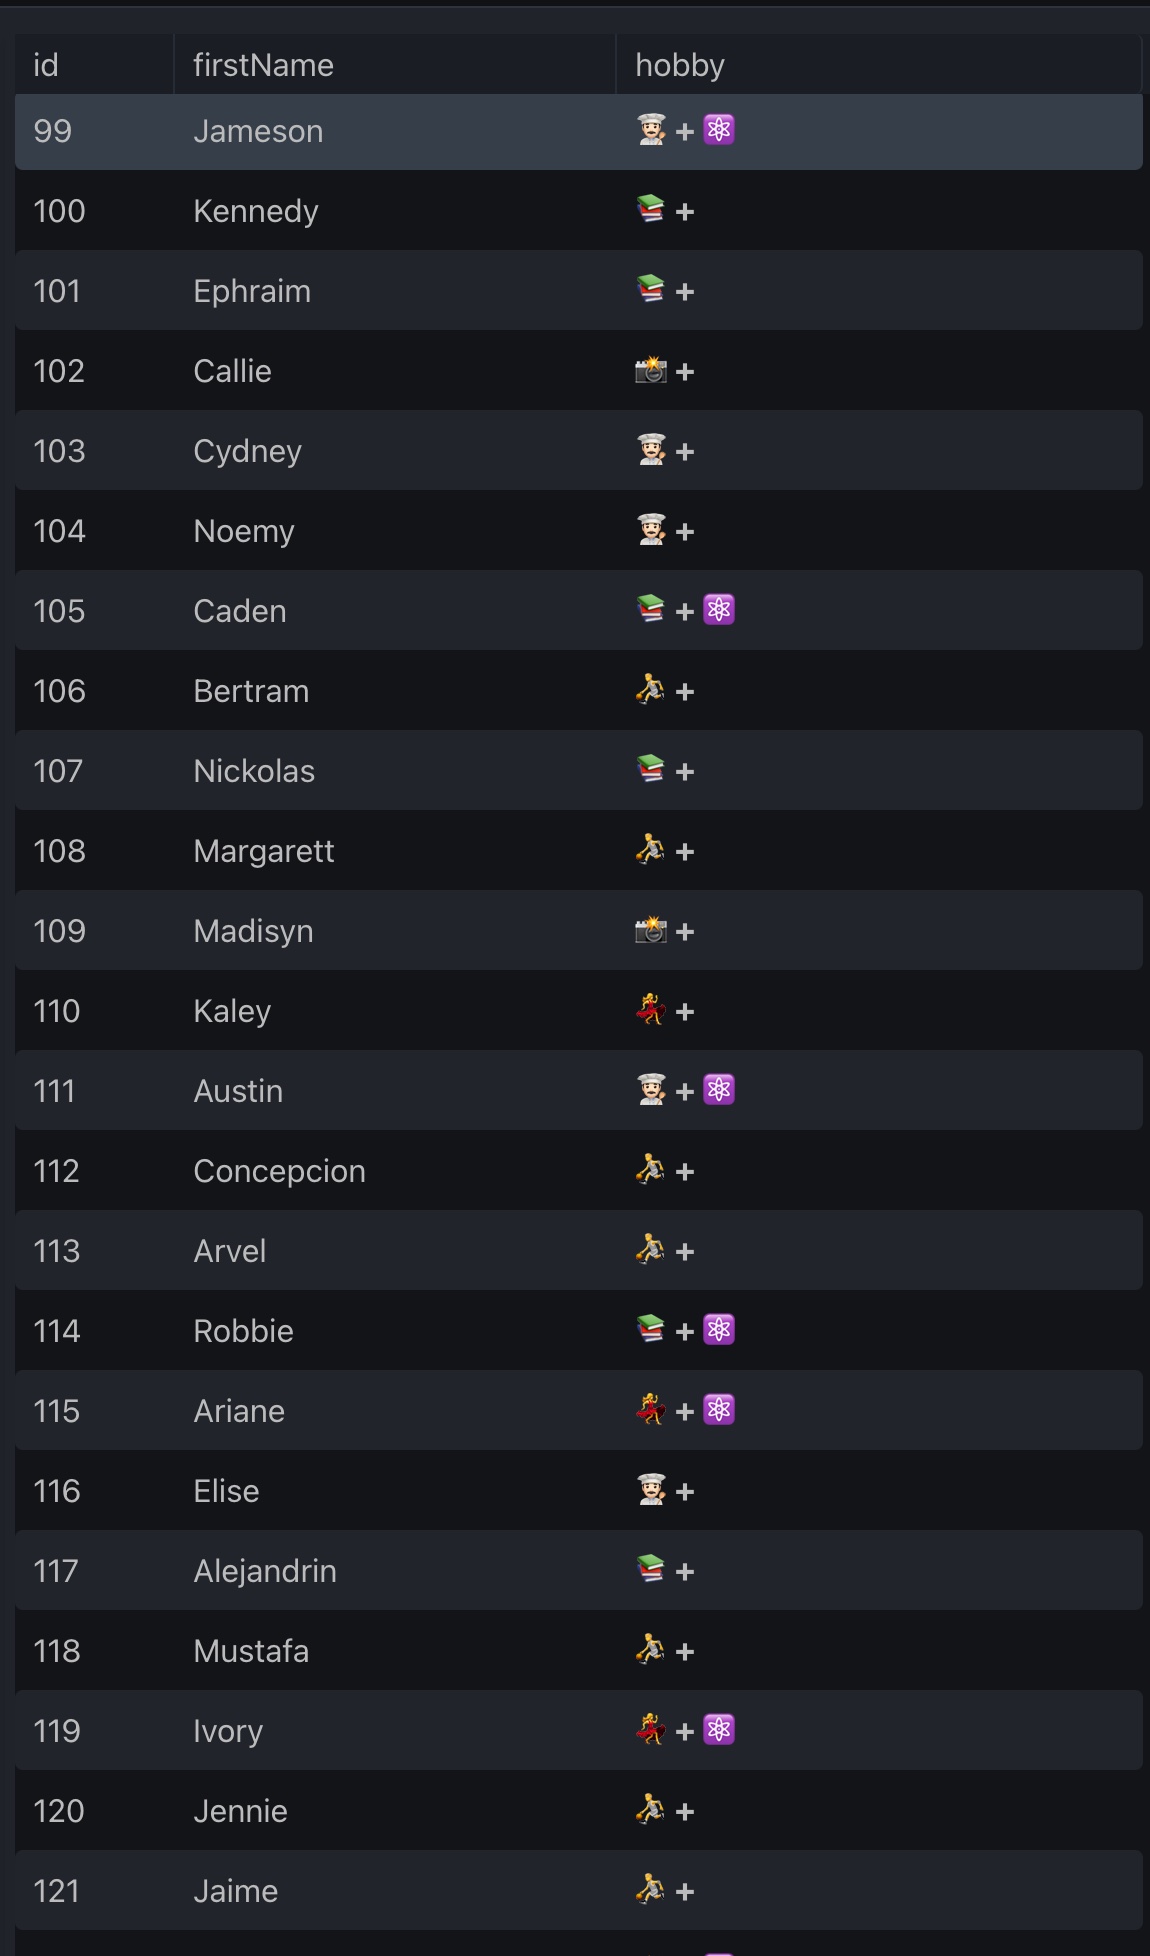 id firstName hobby
99 Jameson 👨🏻‍🍳 + ⚛️
100 Kennedy 📚 +
101 Ephraim 📚 +
102 Callie 📸 +
103 Cydney 👨🏻‍🍳 +
104 Noemy 👨🏻‍🍳 +
105 Caden 📚 + ⚛️
106 Bertram ⛹️ +
107 Nickolas 📚 +
108 Margarett ⛹️ +
109 Madisyn 📸 +
110 Kaley 💃 +
111 Austin 👨🏻‍🍳 + ⚛️
112 Concepcion ⛹️ +
113 Arvel ⛹️ +
114 Robbie 📚 + ⚛️
115 Ariane 💃 + ⚛️
116 Elise 👨🏻‍🍳 +
117 Alejandrin 📚 +
118 Mustafa ⛹️ +
119 Ivory 💃 + ⚛️
120 Jennie ⛹️ +
121 Jaime ⛹️ +